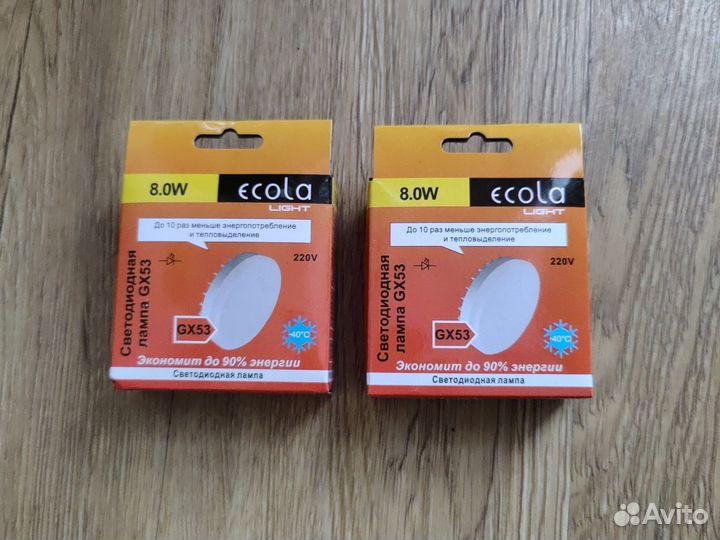 8.0W
ecola
LIGHT
До 10 раз меньше энергопотребление
и тепловыделение
220V
Светодиодная
лампа GX53
GX53
-40°C
Экономит до 90% энергии
Светодиодная лампа
8.0W
ecola
LIGHT
До 10 раз меньше энергопотребление
и тепловыделение
220V
Светодиодная
лампа GX53
GX53
-40°C
Экономит до 90% энергии
Светодиодная лампа
Avito